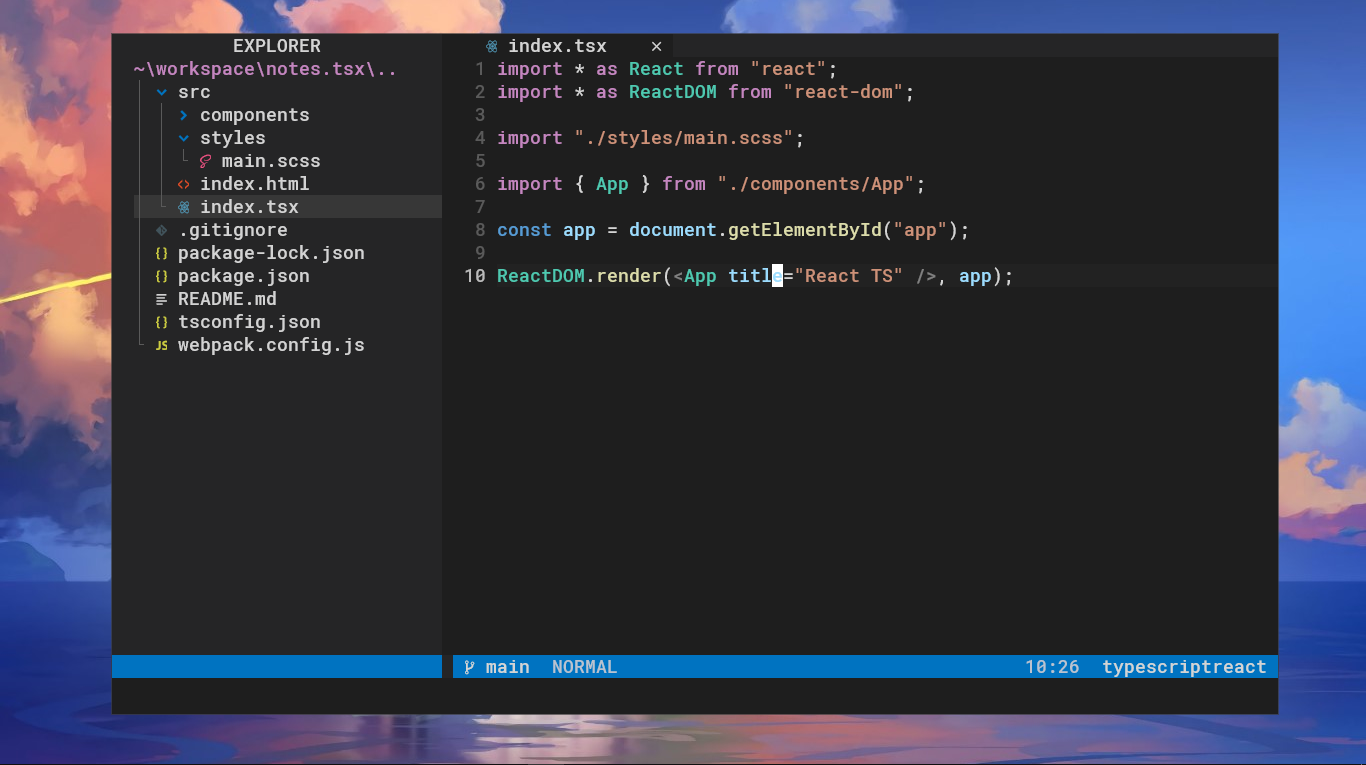 EXPLORER
~\workspace\notes.tsx\..
src
components
styles
main.scss
index.html
index.tsx
.gitignore
package-lock.json
package.json
README.md
tsconfig.json
JS webpack.config.js
index.tsx ×
1 import * as React from "react";
2 import * as ReactDOM from "react-dom";
3
4 import "./styles/main.scss";
5
6 import { App } from "./components/App";
7
8 const app = document.getElementById("app");
9
10 ReactDOM.render(<App title="React TS" />, app);
main NORMAL 10:26 typescriptreact